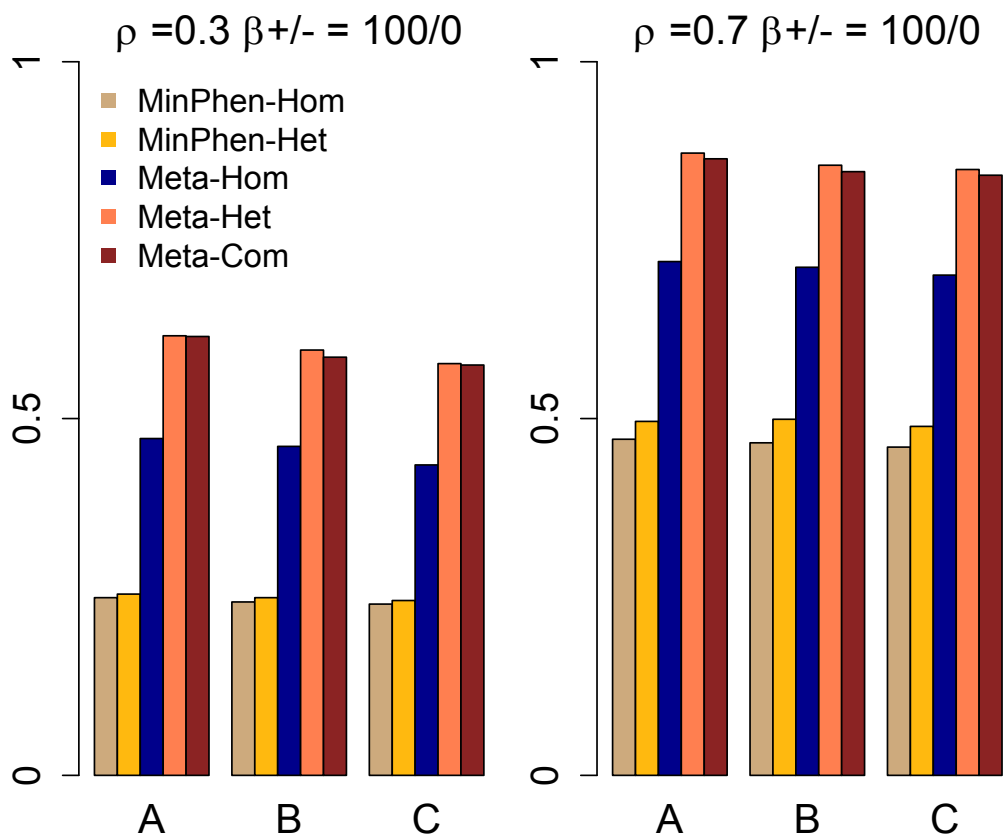 ρ =0.3 β+/- = 100/0
1
0.5
0
MinPhen-Hom
MinPhen-Het
Meta-Hom
Meta-Het
Meta-Com
A B C
ρ =0.7 β+/- = 100/0
1
0.5
0
A B C